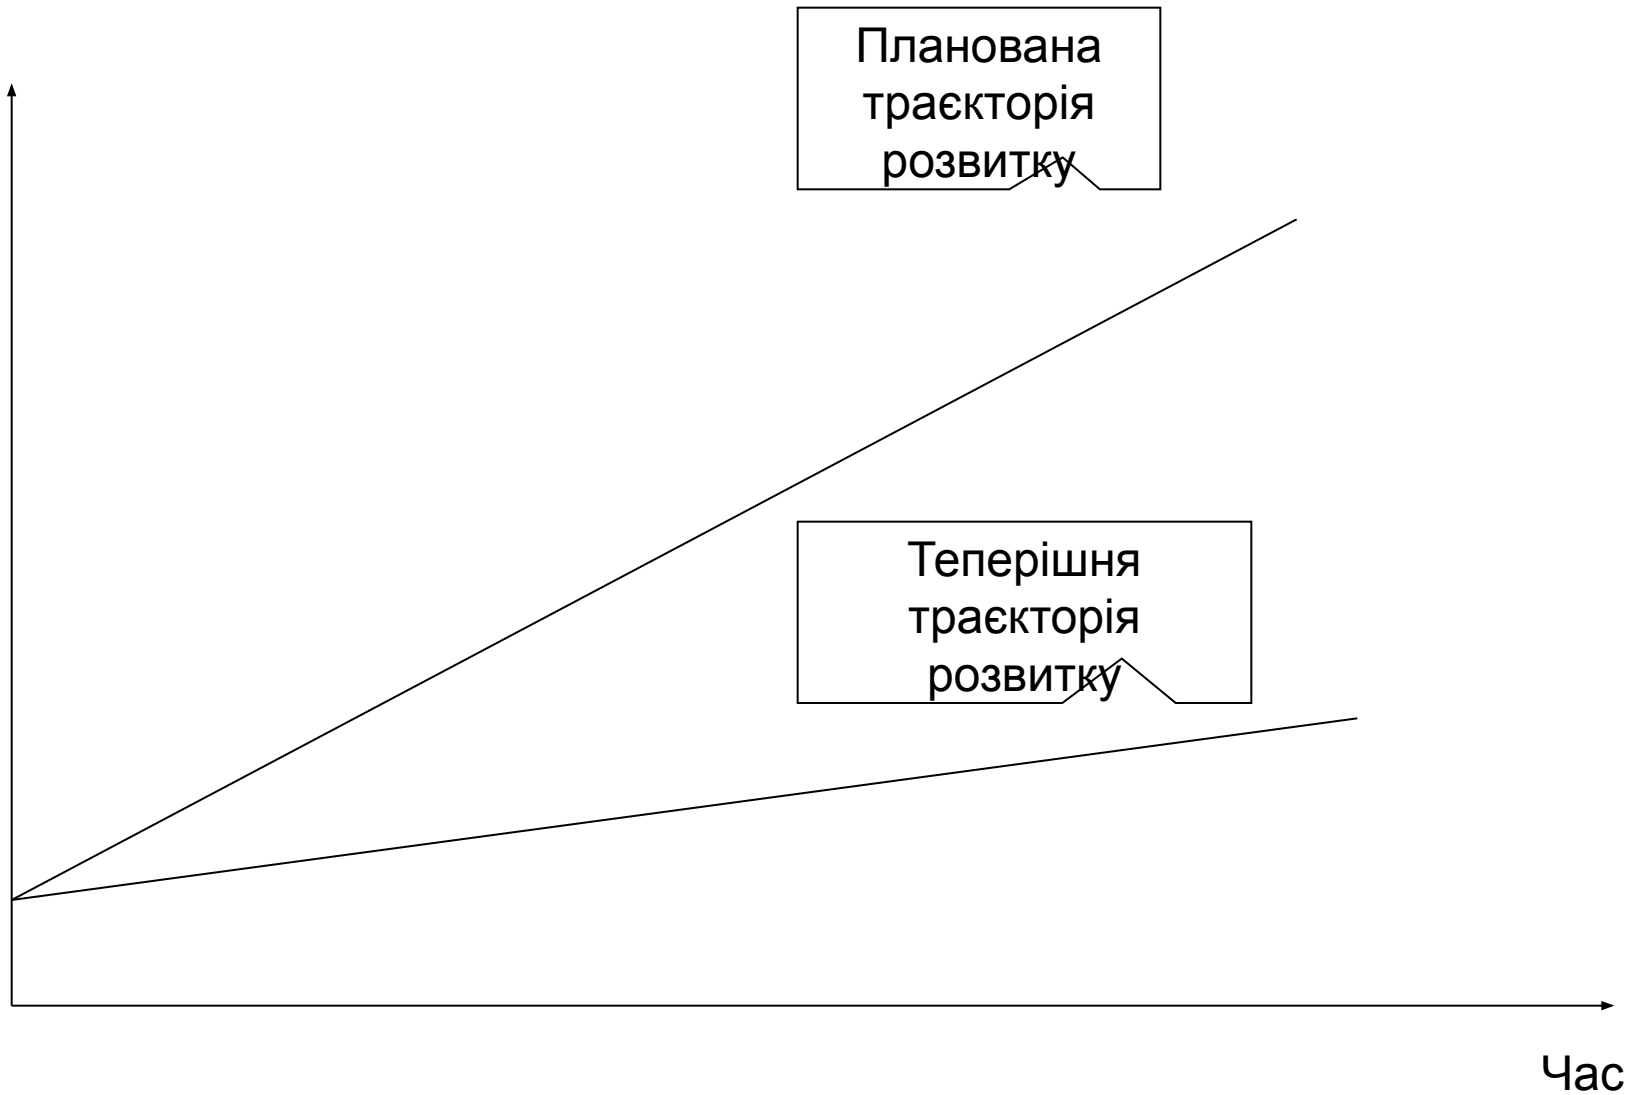 Планована
траєкторія
розвитку
Теперішня
траєкторія
розвитку
Час